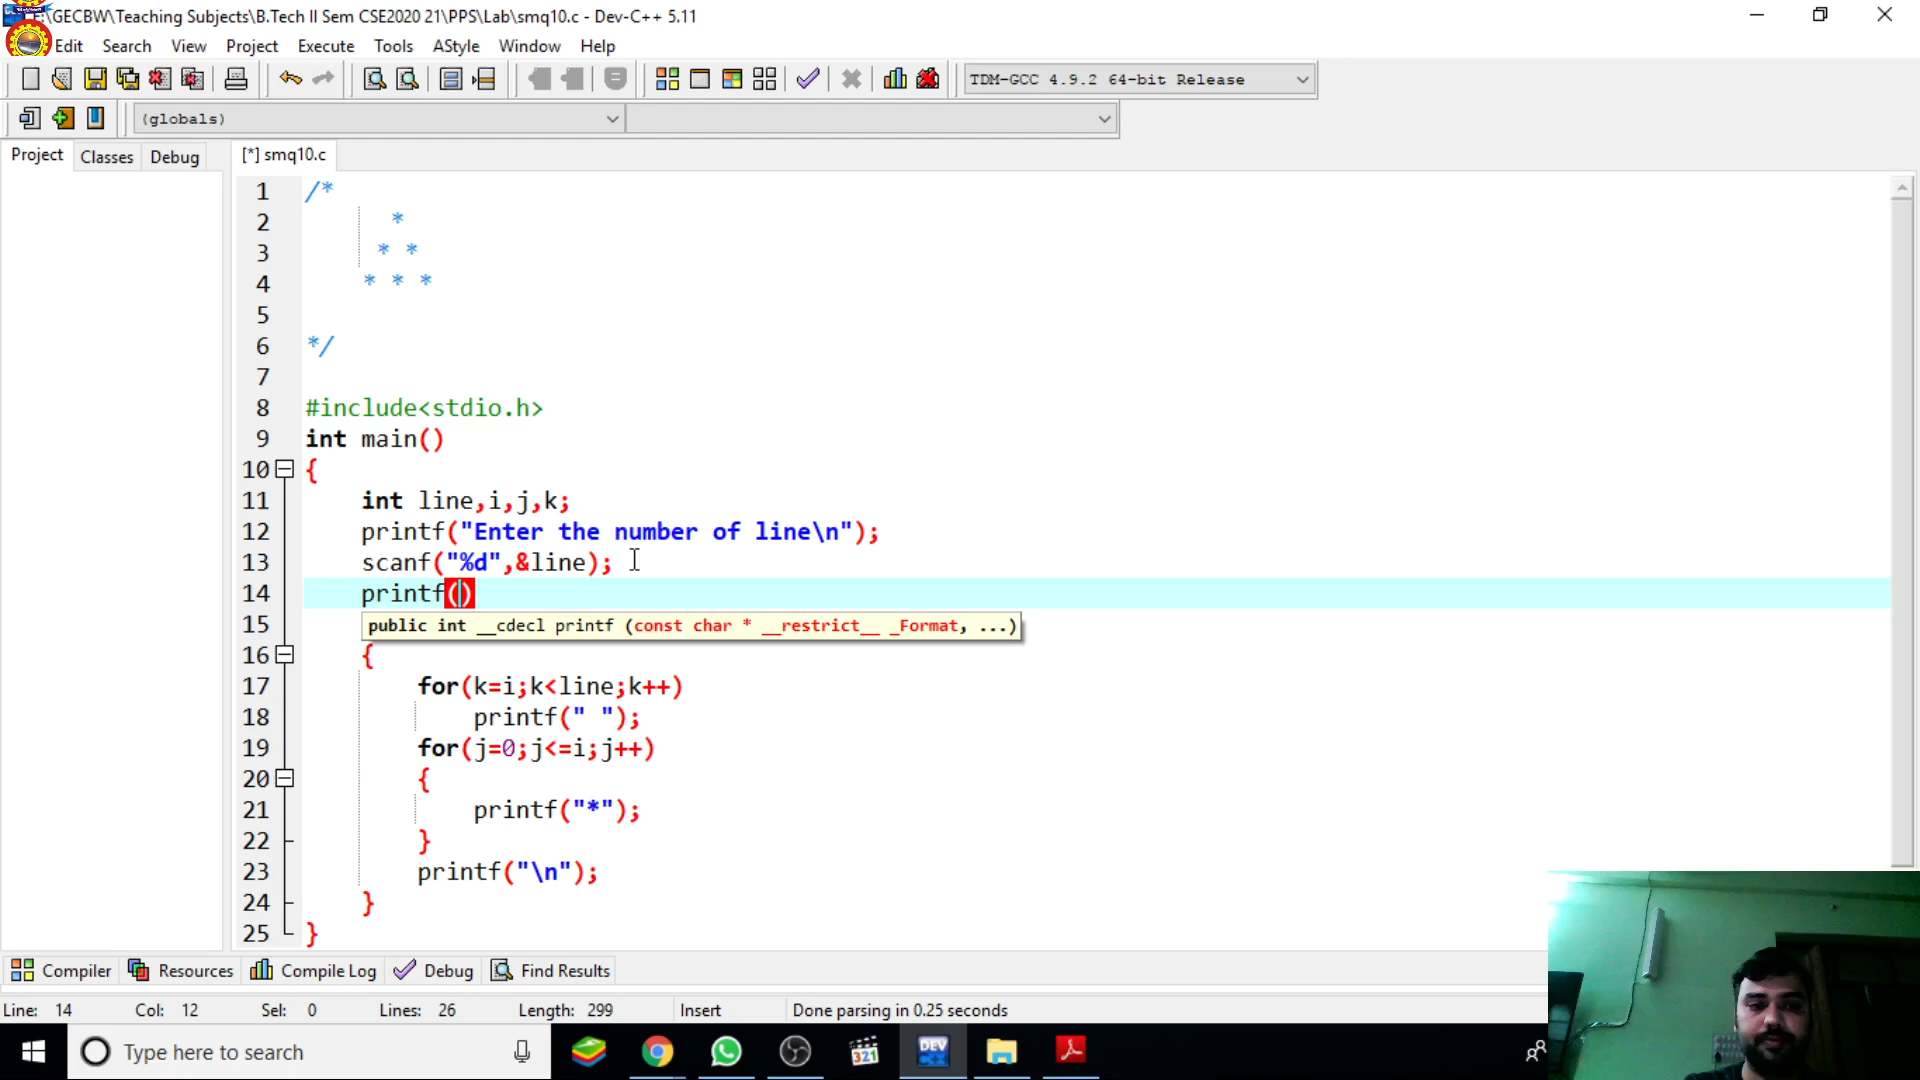 E:\GECBW\Teaching Subjects\B.Tech II Sem CSE2020 21\PPS\Lab\smq10.c - Dev-C++ 5.11
Edit Search View Project Execute Tools AStyle Window Help
TDM-GCC 4.9.2 64-bit Release
(globals)
Project Classes Debug [*] smq10.c
1 /*
2 *
3 * *
4 * * *
5
6 */
7
8 #include<stdio.h>
9 int main()
10 {
11 int line,i,j,k;
12 printf("Enter the number of line\n");
13 scanf("%d",&line);
14 printf()
15 public int __cdecl printf (const char * __restrict__ _Format, ...)
16 {
17 for(k=i;k<line;k++)
18 printf(" ");
19 for(j=0;j<=i;j++)
20 {
21 printf("*");
22 }
23 printf("\n");
24 }
25 }
Compiler Resources Compile Log Debug Find Results
Line: 14 Col: 12 Sel: 0 Lines: 26 Length: 299 Insert Done parsing in 0.25 seconds
Type here to search
321
DEV